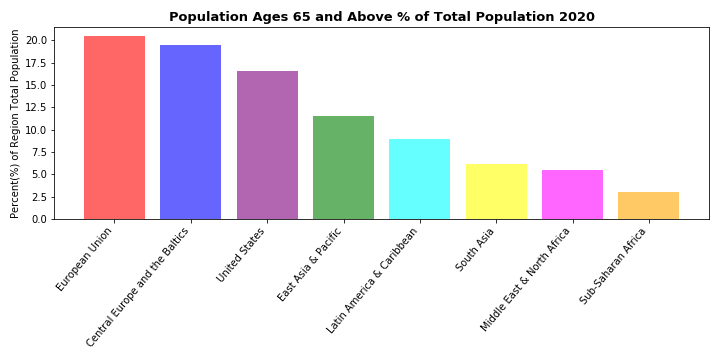 Population Ages 65 and Above % of Total Population 2020
Percent(%) of Region Total Population
20.0
17.5
15.0
12.5
10.0
7.5
5.0
2.5
0.0
European Union
Central Europe and the Baltics
United States
East Asia & Pacific
Latin America & Caribbean
South Asia
Middle East & North Africa
Sub-Saharan Africa